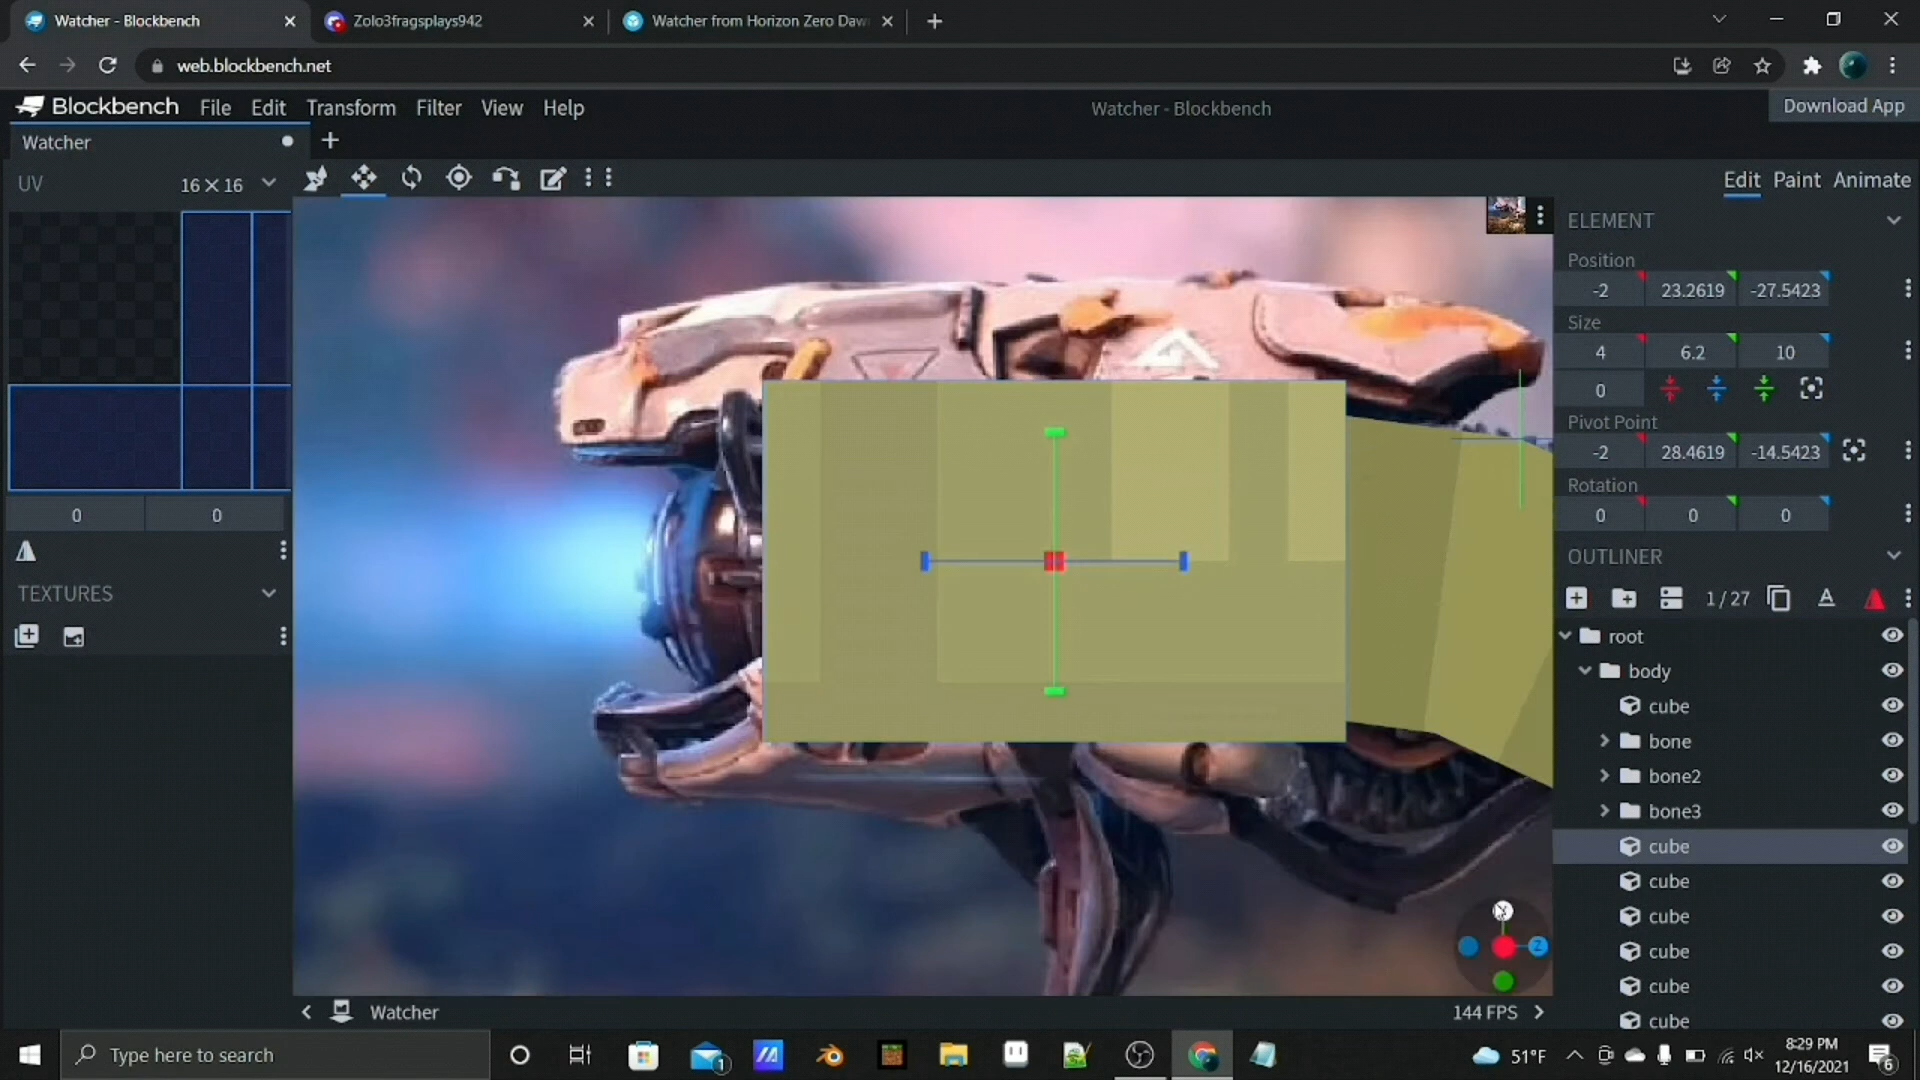 Watcher - Blockbench
Zolo3fragsplays942
Watcher from Horizon Zero Daw
web.blockbench.net
Blockbench File Edit Transform Filter View Help
Watcher - Blockbench
Download App
Watcher
UV
16 × 16
Edit Paint Animate
ELEMENT
Position
-2 23.2619 -27.5423
Size
4 6.2 10
0
Pivot Point
-2 28.4619 -14.5423
Rotation
0 0 0
0 0
TEXTURES
OUTLINER
1 / 27
root
body
cube
bone
bone2
bone3
cube
cube
cube
cube
cube
cube
Y
Z
Watcher
144 FPS
Type here to search
1
51°F
8:29 PM
12/16/2021
6